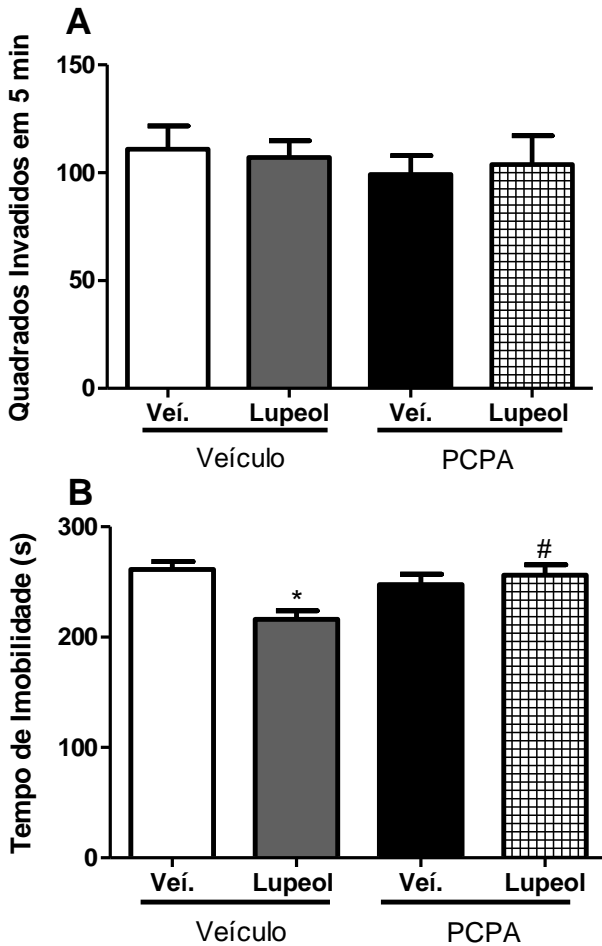 A
Quadrados Invadidos em 5 min
150
100
50
0
Veí. Lupeol Veí. Lupeol
Veículo PCPA
B
Tempo de Imobilidade (s)
300
200
100
0
*
#
Veí. Lupeol Veí. Lupeol
Veículo PCPA